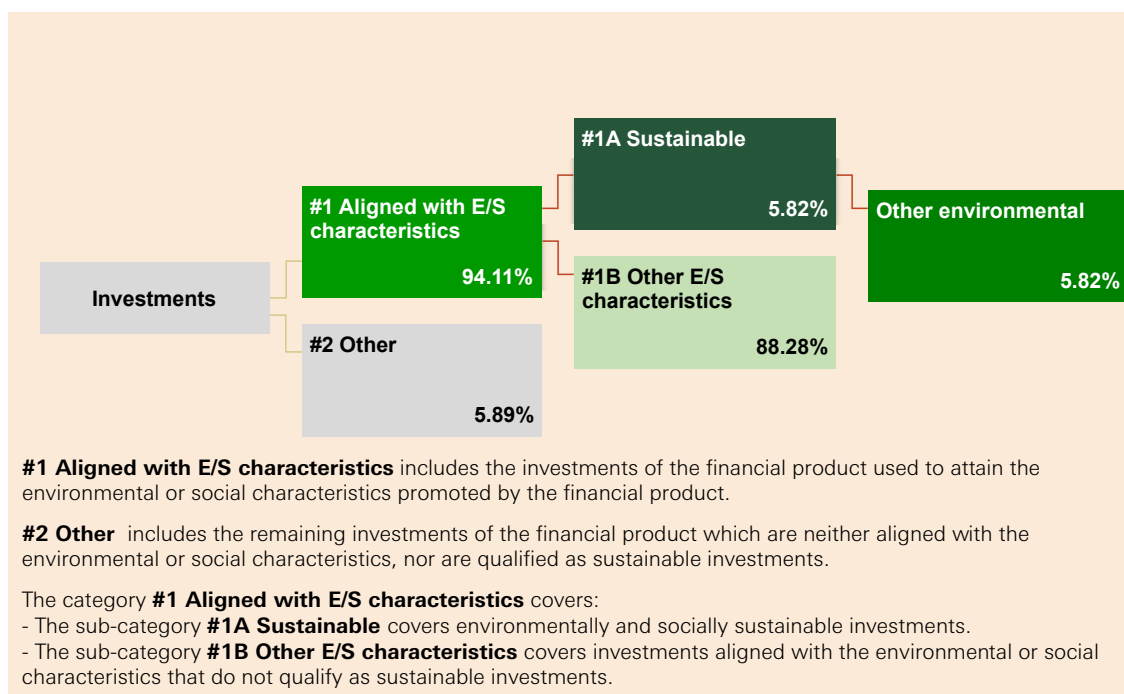 #1A Sustainable
5.82%
#1 Aligned with E/S
characteristics
94.11%
Other environmental
5.82%
Investments
#1B Other E/S
characteristics
88.28%
#2 Other
5.89%
#1 Aligned with E/S characteristics includes the investments of the financial product used to attain the
environmental or social characteristics promoted by the financial product.
#2 Other includes the remaining investments of the financial product which are neither aligned with the
environmental or social characteristics, nor are qualified as sustainable investments.
The category #1 Aligned with E/S characteristics covers:
- The sub-category #1A Sustainable covers environmentally and socially sustainable investments.
- The sub-category #1B Other E/S characteristics covers investments aligned with the environmental or social
characteristics that do not qualify as sustainable investments.